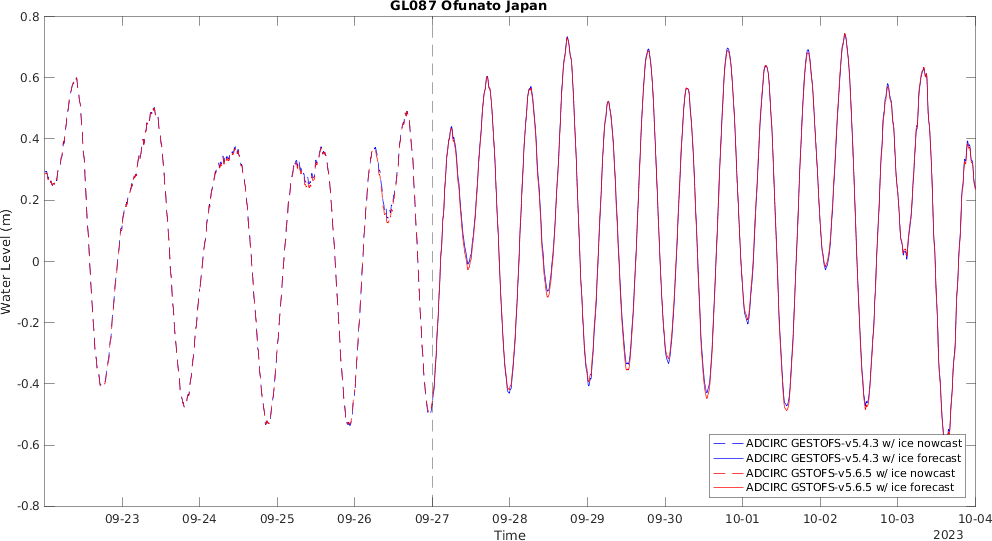 GL087 Ofunato Japan
0.8
0.6
0.4
0.2
0
-0.2
-0.4
-0.6
-0.8
Water Level (m)
09-23 09-24 09-25 09-26 09-27 09-28 09-29 09-30 10-01 10-02 10-03 10-04
Time
2023
ADCIRC GESTOFS-v5.4.3 w/ ice nowcast
ADCIRC GESTOFS-v5.4.3 w/ ice forecast
ADCIRC GSTOFS-v5.6.5 w/ ice nowcast
ADCIRC GSTOFS-v5.6.5 w/ ice forecast